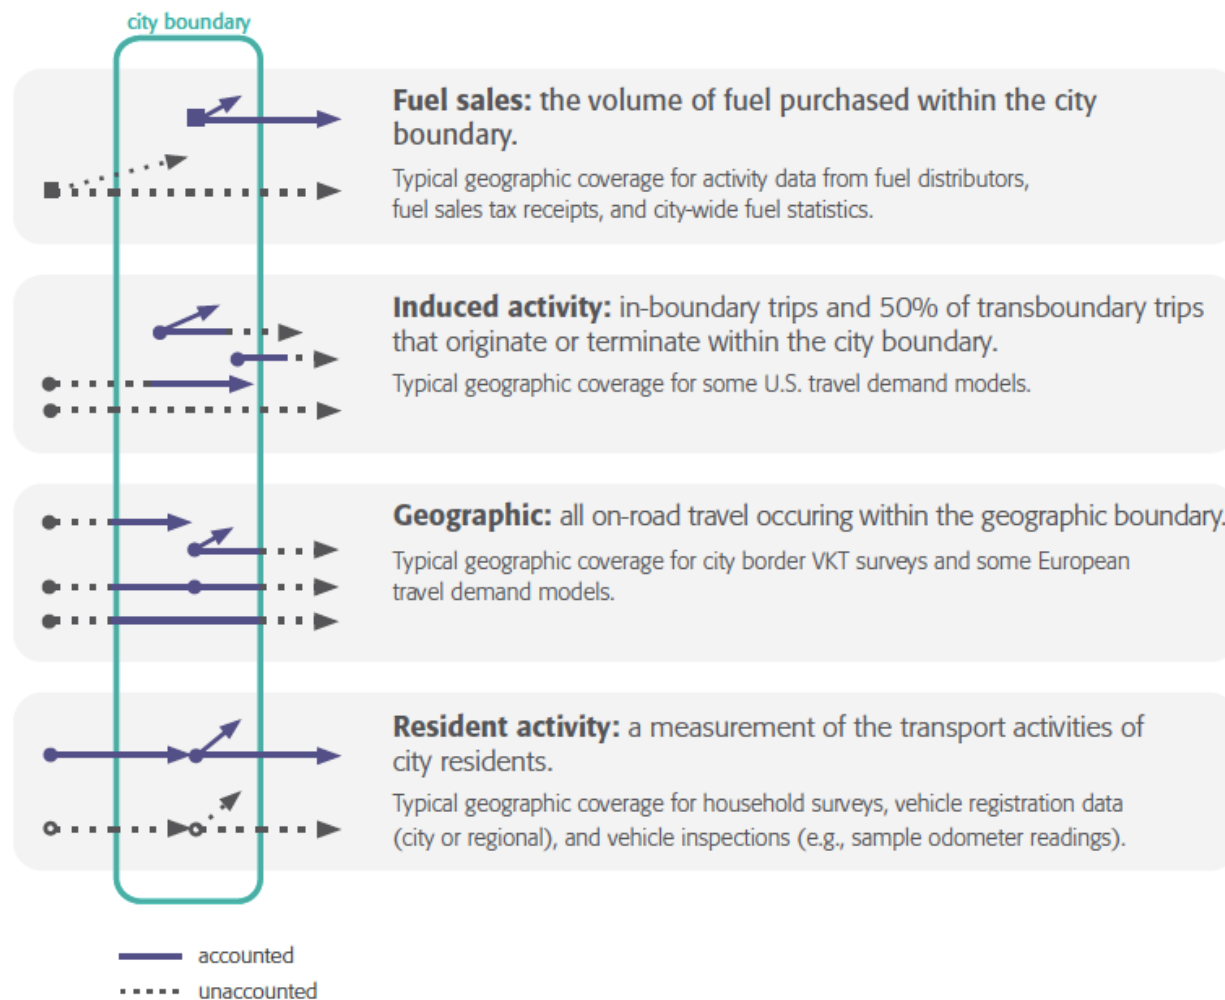 city boundary
Fuel sales: the volume of fuel purchased within the city
boundary.
Typical geographic coverage for activity data from fuel distributors,
fuel sales tax receipts, and city-wide fuel statistics.
Induced activity: in-boundary trips and 50% of transboundary trips
that originate or terminate within the city boundary.
Typical geographic coverage for some U.S. travel demand models.
Geographic: all on-road travel occuring within the geographic boundary.
Typical geographic coverage for city border VKT surveys and some European
travel demand models.
Resident activity: a measurement of the transport activities of
city residents.
Typical geographic coverage for household surveys, vehicle registration data
(city or regional), and vehicle inspections (e.g., sample odometer readings).
accounted
unaccounted